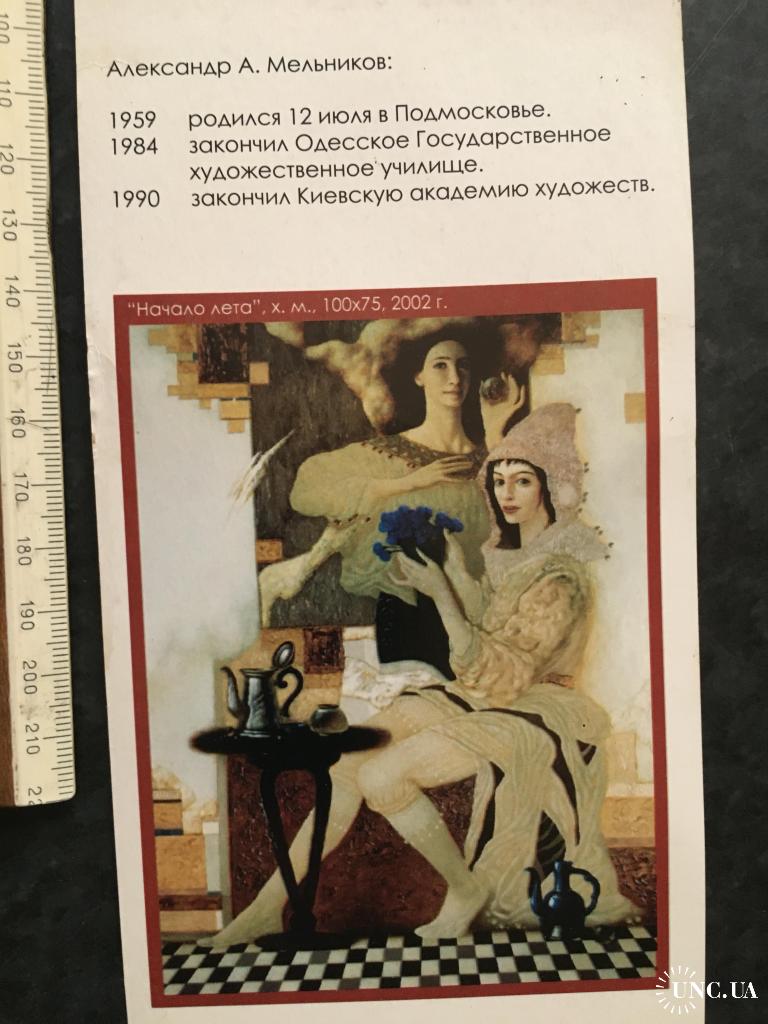 Александр А. Мельников:
1959 родился 12 июля в Подмосковье.
1984 закончил Одесское Государственное
художественное училище.
1990 закончил Киевскую академию художеств.
"Начало лета", х. м., 100х75, 2002 г.
100
110
120
130
140
150
160
170
180
190
200
210
UNC.UA